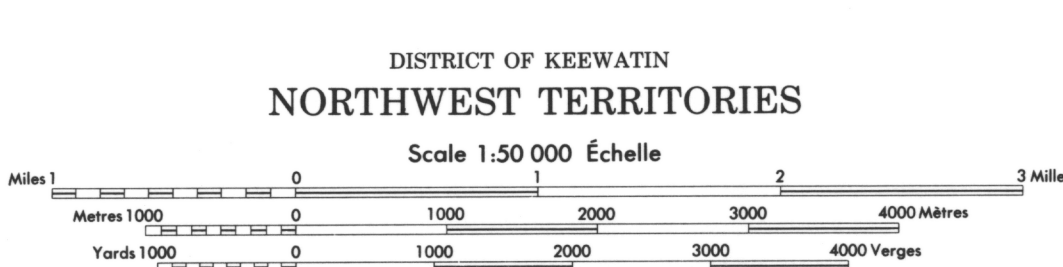 DISTRICT OF KEEWATIN
NORTHWEST TERRITORIES
Scale 1:50 000 Échelle
Miles 1 0 1 2 3 Mille
Metres 1000 0 1000 2000 3000 4000 Mètres
Yards 1000 0 1000 2000 3000 4000 Verges